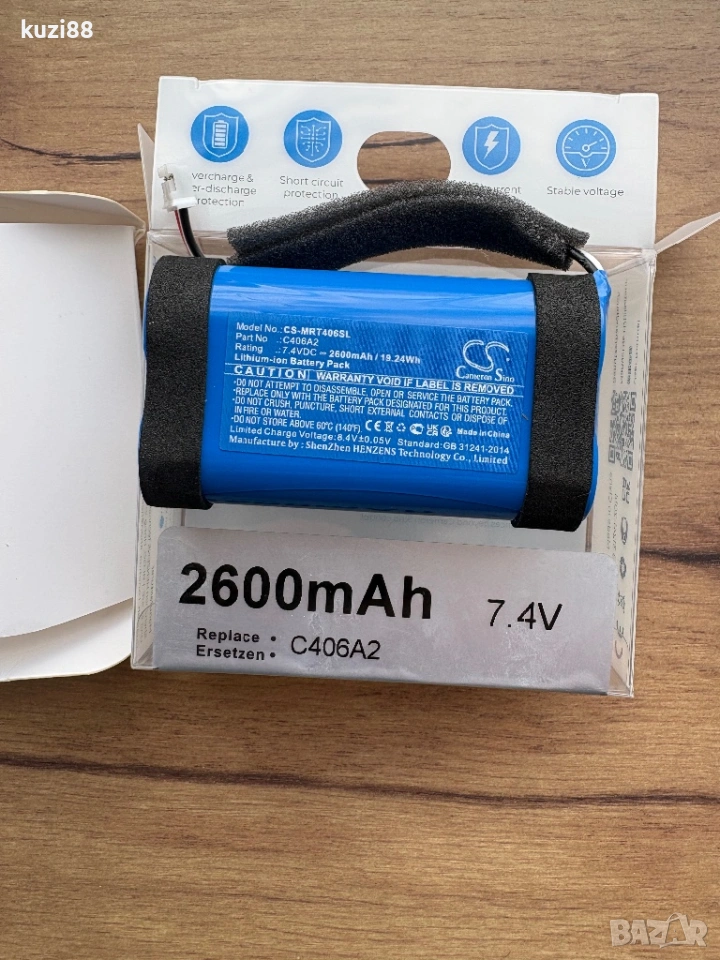 kuzi88
vercharge & Short circuit urrent Stable voltage
er-discharge protection
rotection
Model No.: CS-MRT406SL
Part No : C406A2
Rating : 7.4VDC ⎓ 2600mAh / 19.24Wh
Lithium-ion Battery Pack
CS
Cameron Sino
CAUTION WARRANTY VOID IF LABEL IS REMOVED
•DO NOT ATTEMPT TO DISASSEMBLE, OPEN OR SERVICE THE BATTERY PACK.
•REPLACE ONLY WITH THE BATTERY PACK DESIGNATED FOR THIS PRODUCT.
•DO NOT CRUSH, PUNCTURE, SHORT EXTERNAL CONTACTS OR DISPOSE OF
IN FIRE OR WATER.
•DO NOT STORE ABOVE 60°C (140°F). CE Made in China
Limited Charge Voltage:8.4V±0.05V Standard:GB 31241-2014
Manufacture by : ShenZhen HENZENS Technology Co., Limited
2600mAh 7.4V
Replace • C406A2
Ersetzen •
BAZAR